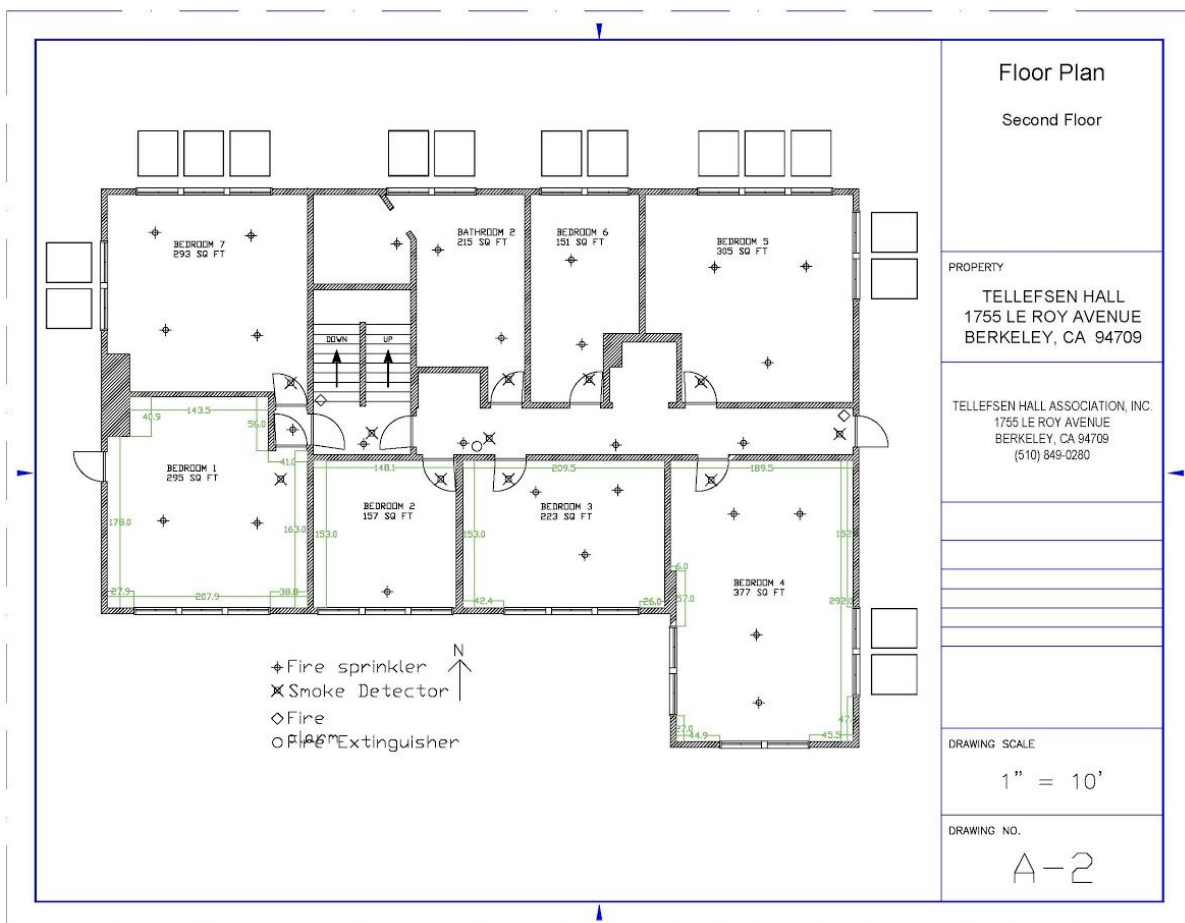 Floor Plan
Second Floor
PROPERTY
TELLEFSEN HALL
1755 LE ROY AVENUE
BERKELEY, CA 94709
TELLEFSEN HALL ASSOCIATION, INC.
1755 LE ROY AVENUE
BERKELEY, CA 94709
(510) 849-0280
DRAWING SCALE
1" = 10'
DRAWING NO.
A-2
BEDROOM 7
293 SQ FT
BATHROOM 2
215 SQ FT
BEDROOM 6
151 SQ FT
BEDROOM 5
305 SQ FT
DOWN
UP
40.9
143.5
56.0
41.0
BEDROOM 1
295 SQ FT
178.0
163.0
27.9
207.9
38.0
148.1
BEDROOM 2
157 SQ FT
153.0
209.5
BEDROOM 3
223 SQ FT
153.0
42.4
26.0
189.5
BEDROOM 4
377 SQ FT
6.0
57.0
292.0
27.0
44.9
45.5
N
Fire sprinkler
Smoke Detector
Fire
alarm
Fire Extinguisher